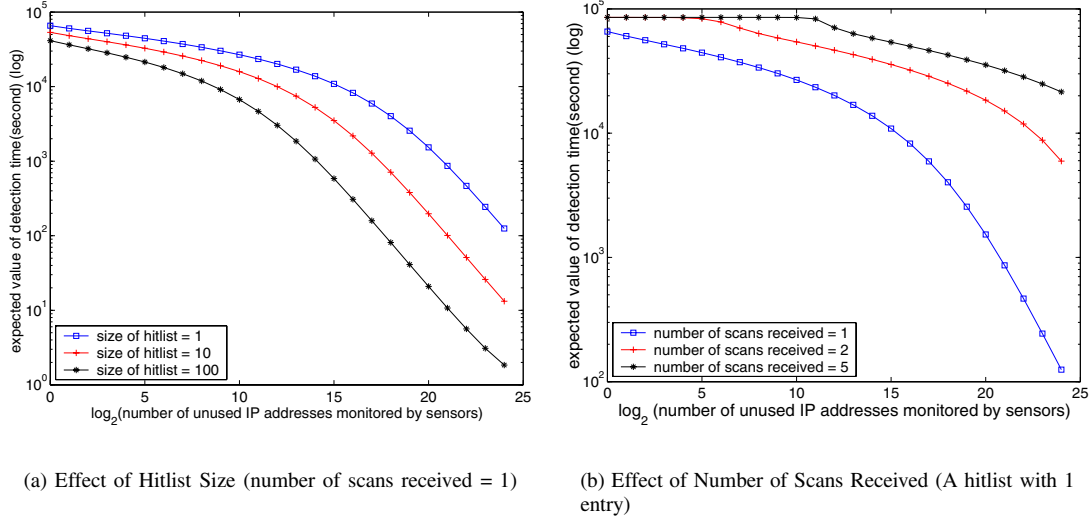 10^5
10^4
10^3
10^2
10^1
10^0
expected value of detection time(second) (log)
size of hitlist = 1
size of hitlist = 10
size of hitlist = 100
0 5 10 15 20 25
log_2(number of unused IP addresses monitored by sensors)
(a) Effect of Hitlist Size (number of scans received = 1)
10^5
10^4
10^3
10^2
expected value of detection time(second) (log)
number of scans received = 1
number of scans received = 2
number of scans received = 5
0 5 10 15 20 25
log_2 (number of unused IP addresses monitored by sensors)
(b) Effect of Number of Scans Received (A hitlist with 1
entry)